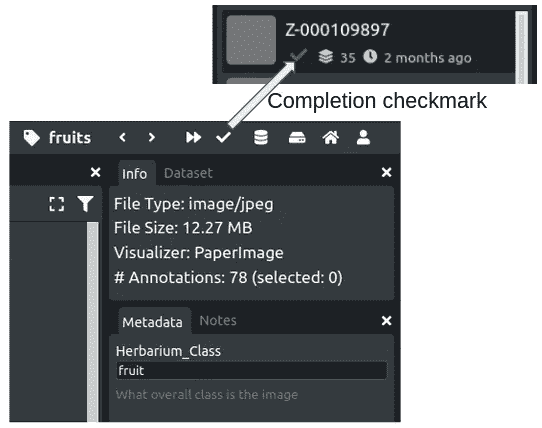 Z-000109897
35 2 months ago
Completion checkmark
fruits
Info Dataset
File Type: image/jpeg
File Size: 12.27 MB
Visualizer: PaperImage
# Annotations: 78 (selected: 0)
Metadata Notes
Herbarium_Class
fruit
What overall class is the image